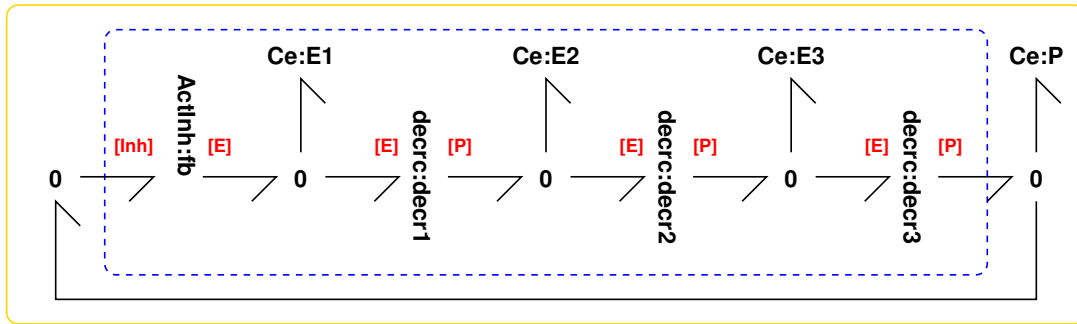 Ce:E1
Ce:E2
Ce:E3
Ce:P
ActInh:fb
decrc:decr1
decrc:decr2
decrc:decr3
[Inh] [E] [E] [P] [E] [P] [E] [P]
0 0 0 0 0